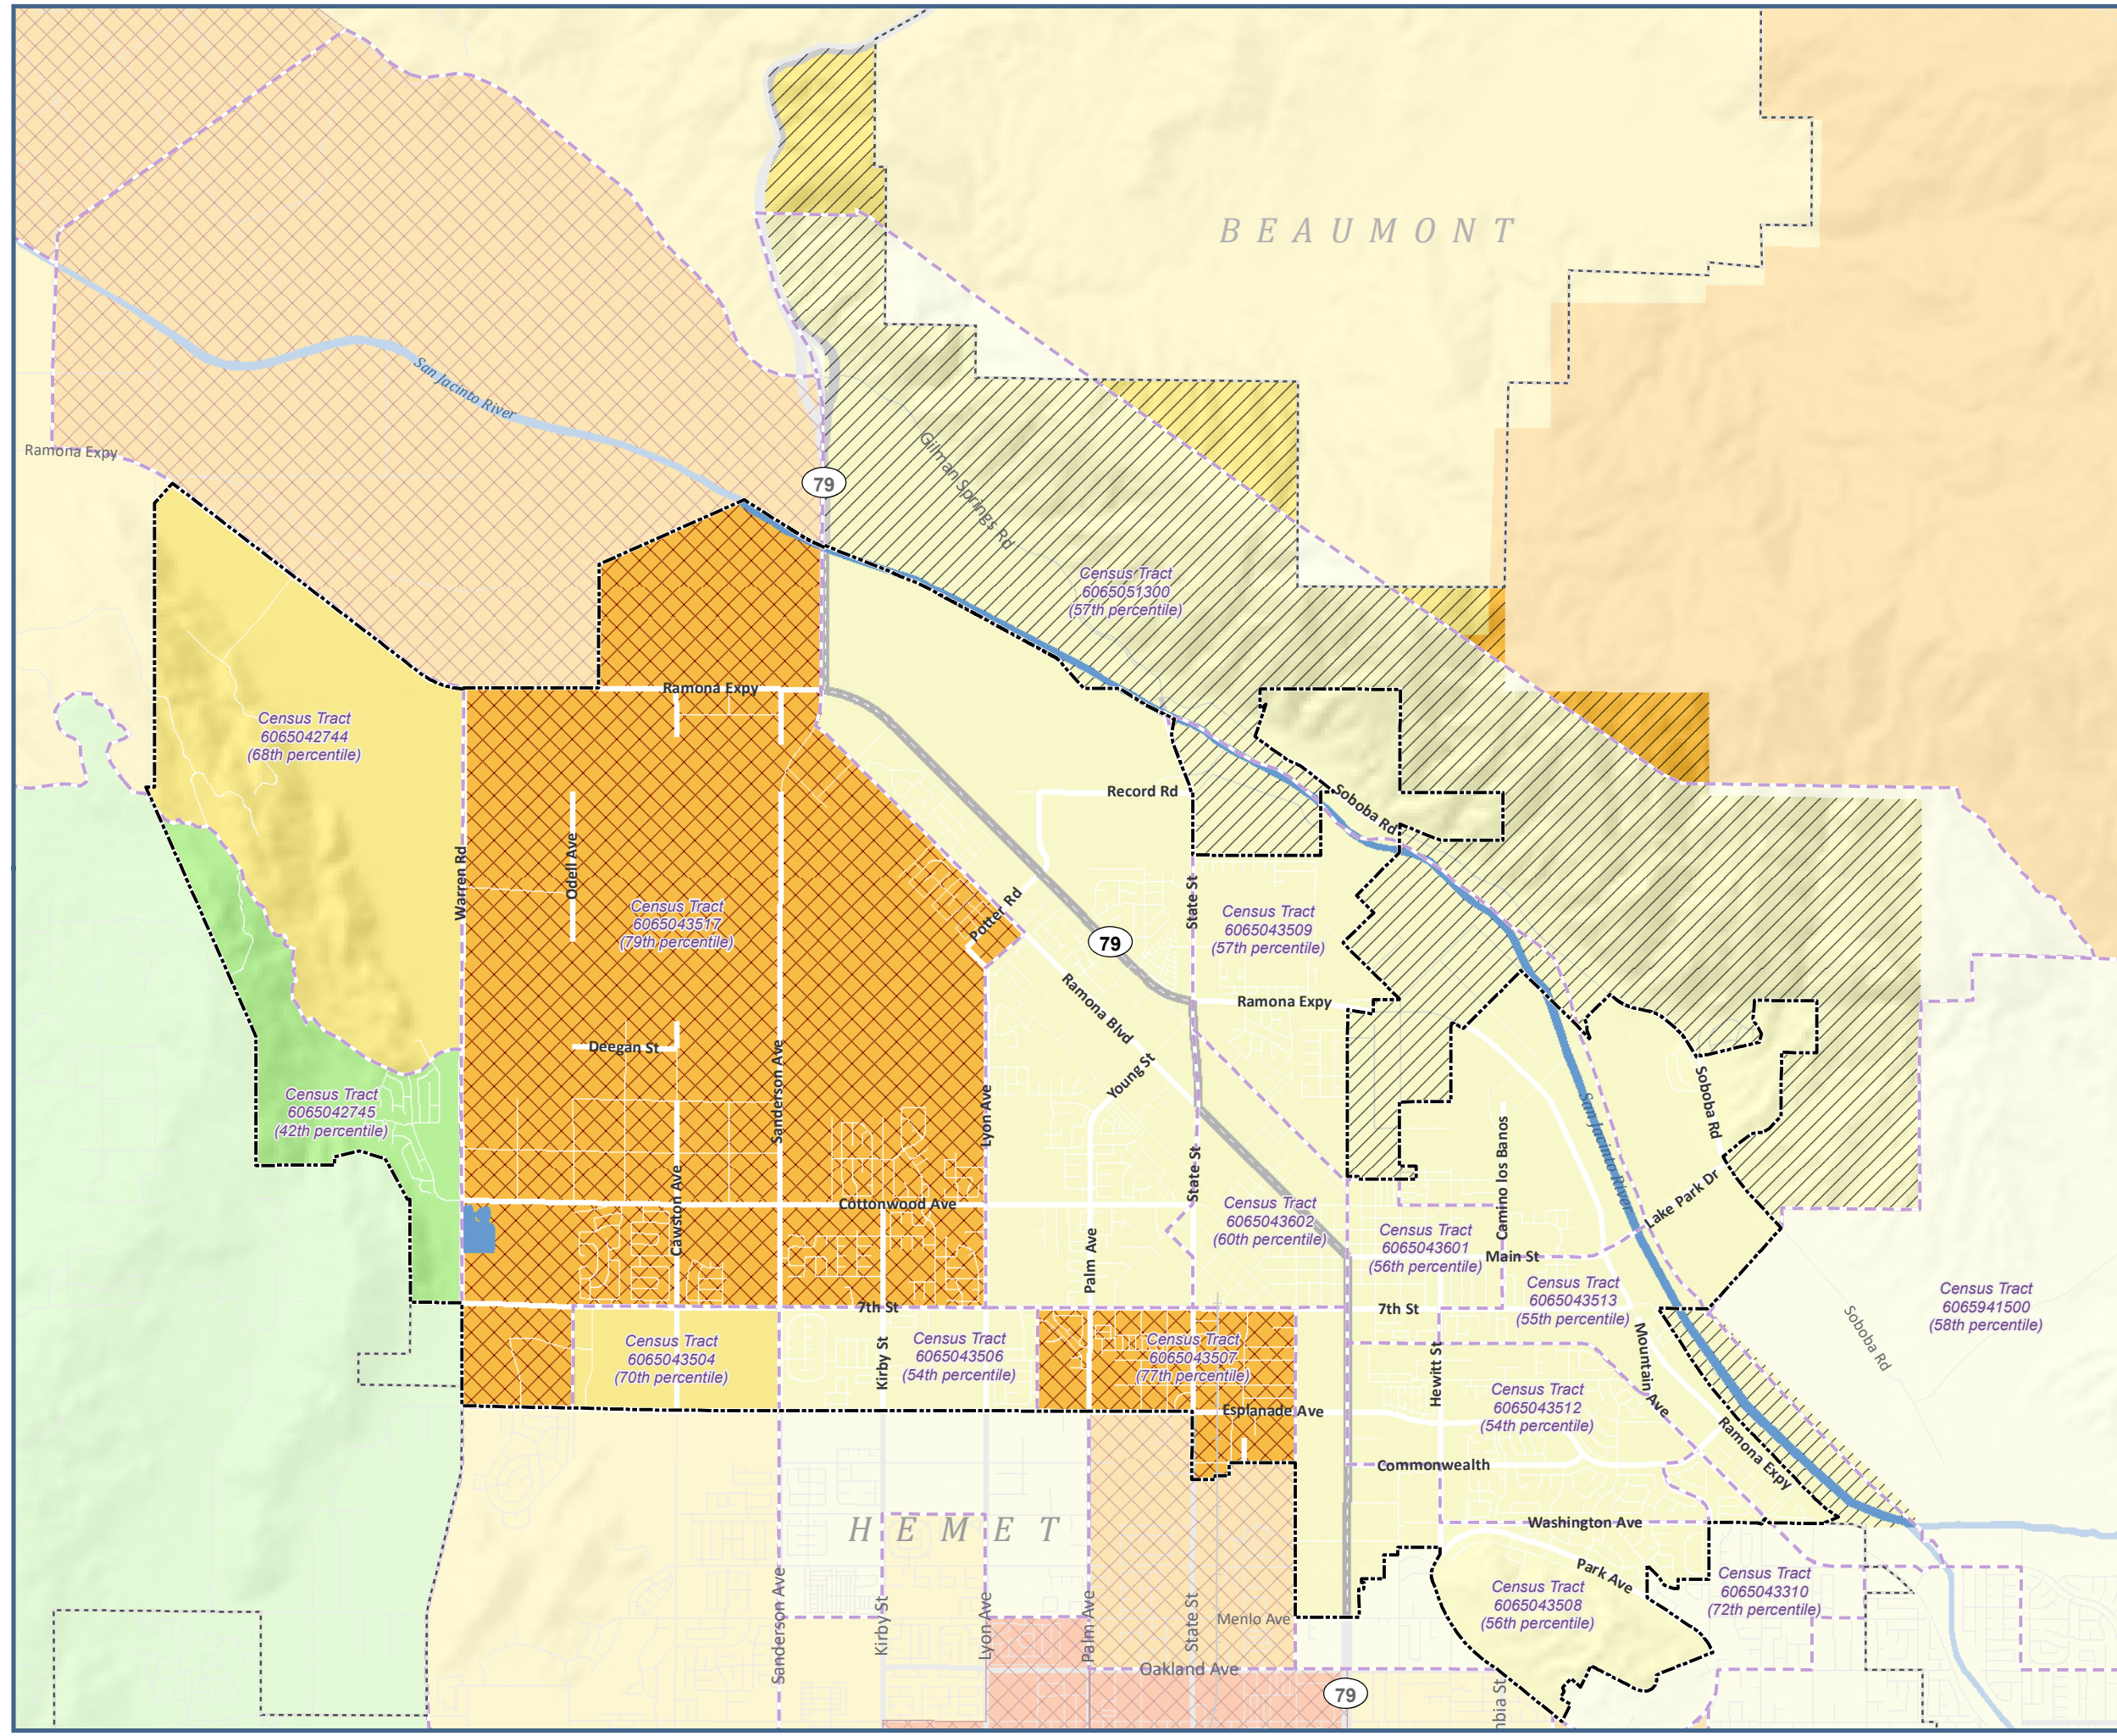 BEAUMONT
San Jacinto River
Ramona Expy
79
Gilman Springs Rd
Census Tract
6065051300
(57th percentile)
Ramona Expy
Census Tract
6065042744
(68th percentile)
Record Rd
Soboba Rd
Warren Rd
Odell Ave
Census Tract
6065043517
(79th percentile)
Potter Rd
State St
Census Tract
6065043509
(57th percentile)
79
Ramona Blvd
Ramona Expy
Deegan St
Sanderson Ave
Young St
Lyon Ave
Census Tract
6065042745
(42th percentile)
Soboba Rd
San Jacinto River
Camino los Banos
Cawston Ave
Cottonwood Ave
State St
Lake Park Dr
Palm Ave
Census Tract
6065043602
(60th percentile)
Census Tract
6065043601
(56th percentile)
Main St
Census Tract
6065043513
(55th percentile)
Census Tract
6065941500
(58th percentile)
7th St
7th St
Soboba Rd
Census Tract
6065043504
(70th percentile)
Kirby St
Census Tract
6065043506
(54th percentile)
Census Tract
6065043507
(77th percentile)
Hewitt St
Mountain Ave
Census Tract
6065043512
(54th percentile)
Esplanade Ave
Ramona Expy
Commonwealth
HEMET
Washington Ave
Park Ave
Census Tract
6065043508
(56th percentile)
Census Tract
6065043310
(72th percentile)
Sanderson Ave
Kirby St
Lyon Ave
Palm Ave
State St
Menlo Ave
Oakland Ave
79
mbia St